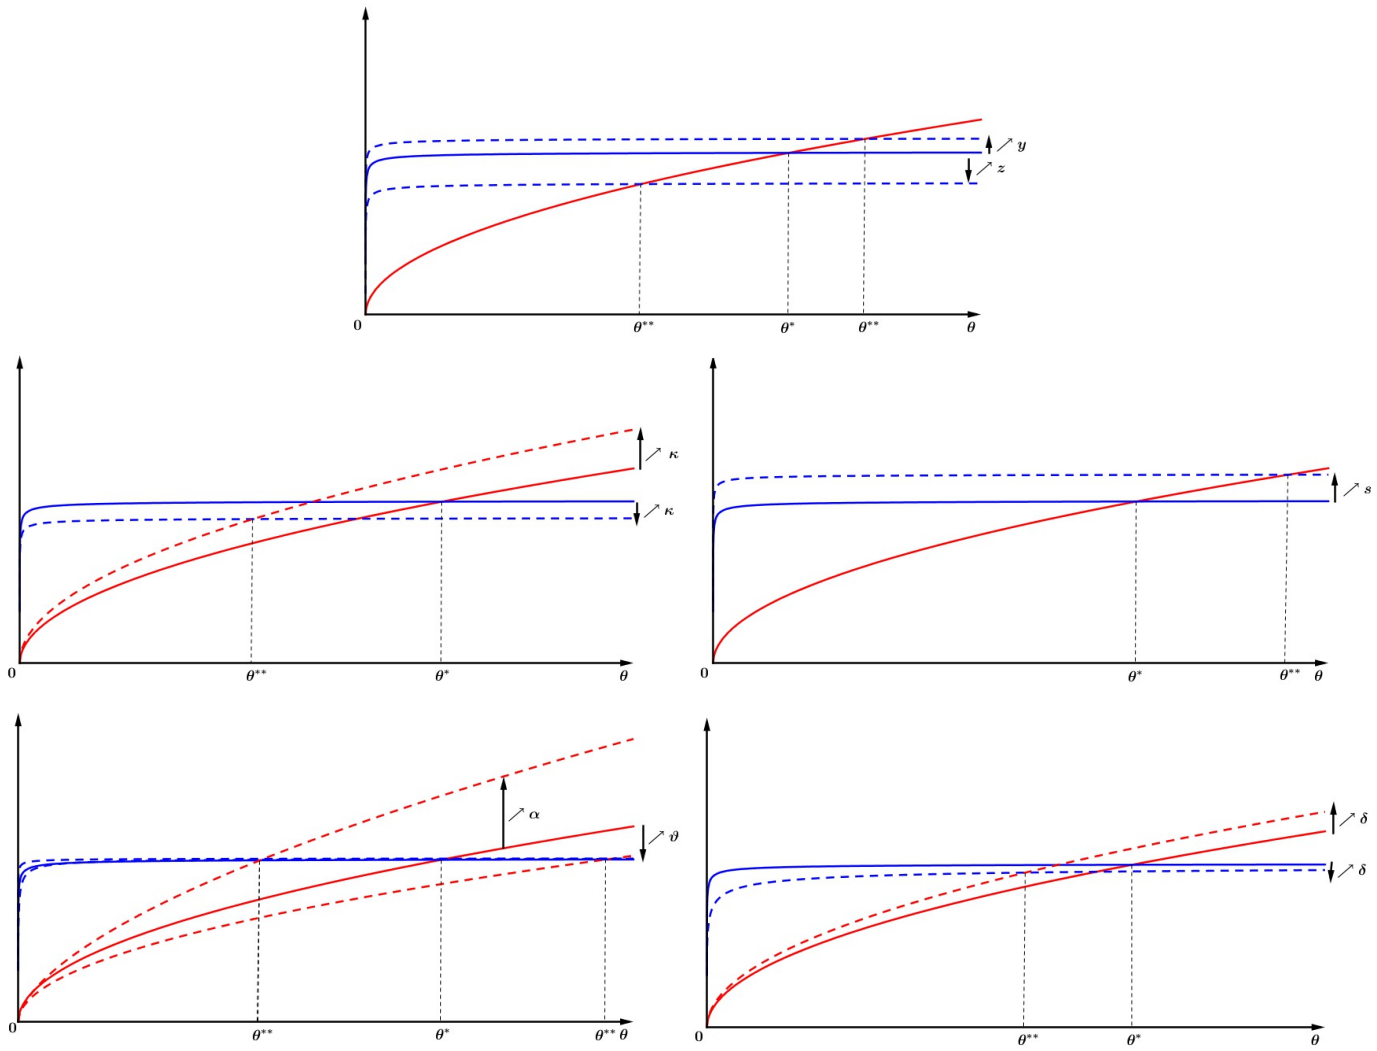 ↗ y
↗ z
0 θ** θ* θ** θ
↗ κ
↗ κ
0 θ** θ* θ
↗ s
0 θ* θ** θ
↗ α
↗ ϑ
0 θ** θ* θ** θ
↗ δ
↗ δ
0 θ** θ* θ